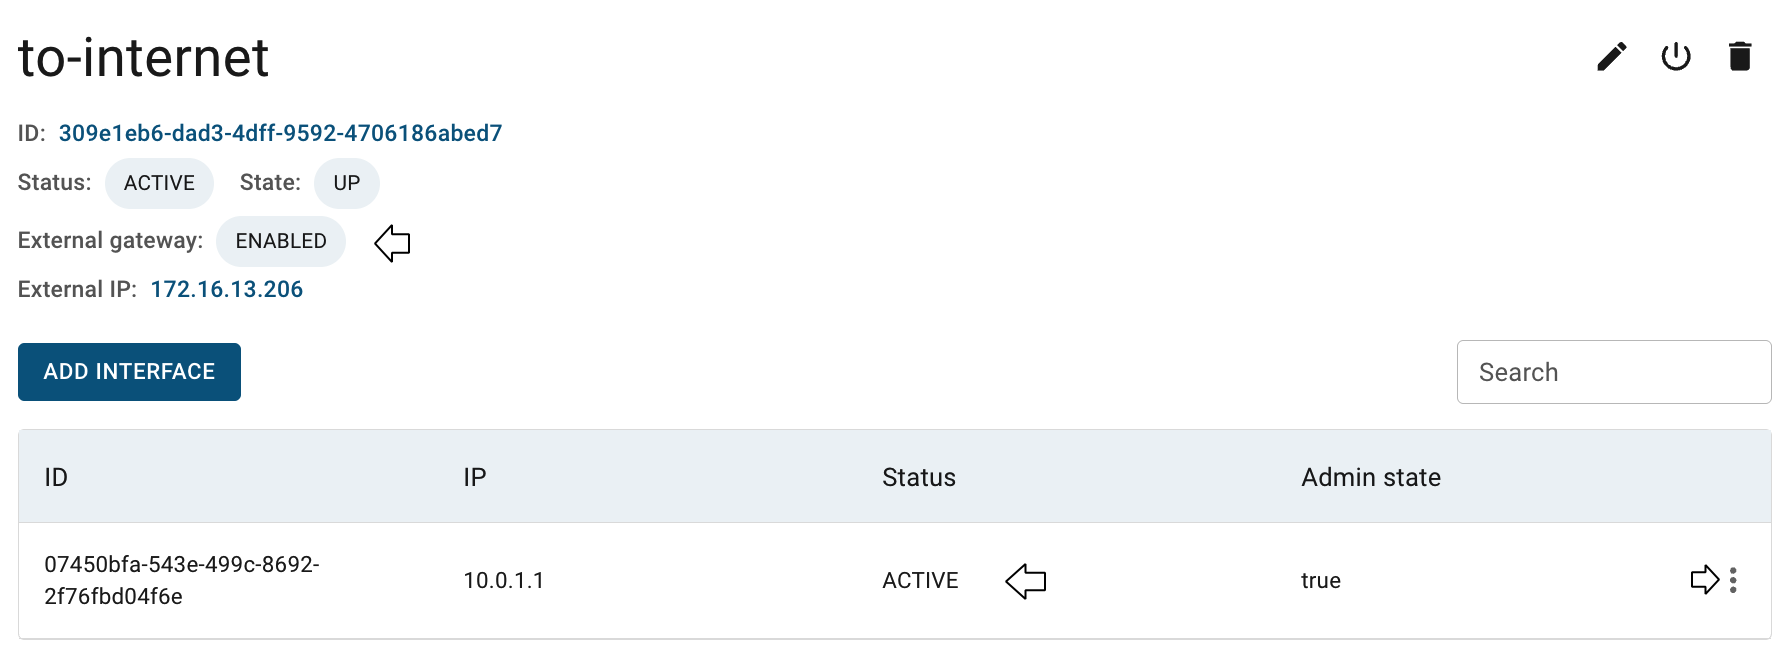 to-internet
ID: 309e1eb6-dad3-4dff-9592-4706186abed7
Status: ACTIVE State: UP
External gateway: ENABLED
External IP: 172.16.13.206
ADD INTERFACE Search
ID IP Status Admin state
07450bfa-543e-499c-8692-
2f76fbd04f6e 10.0.1.1 ACTIVE true